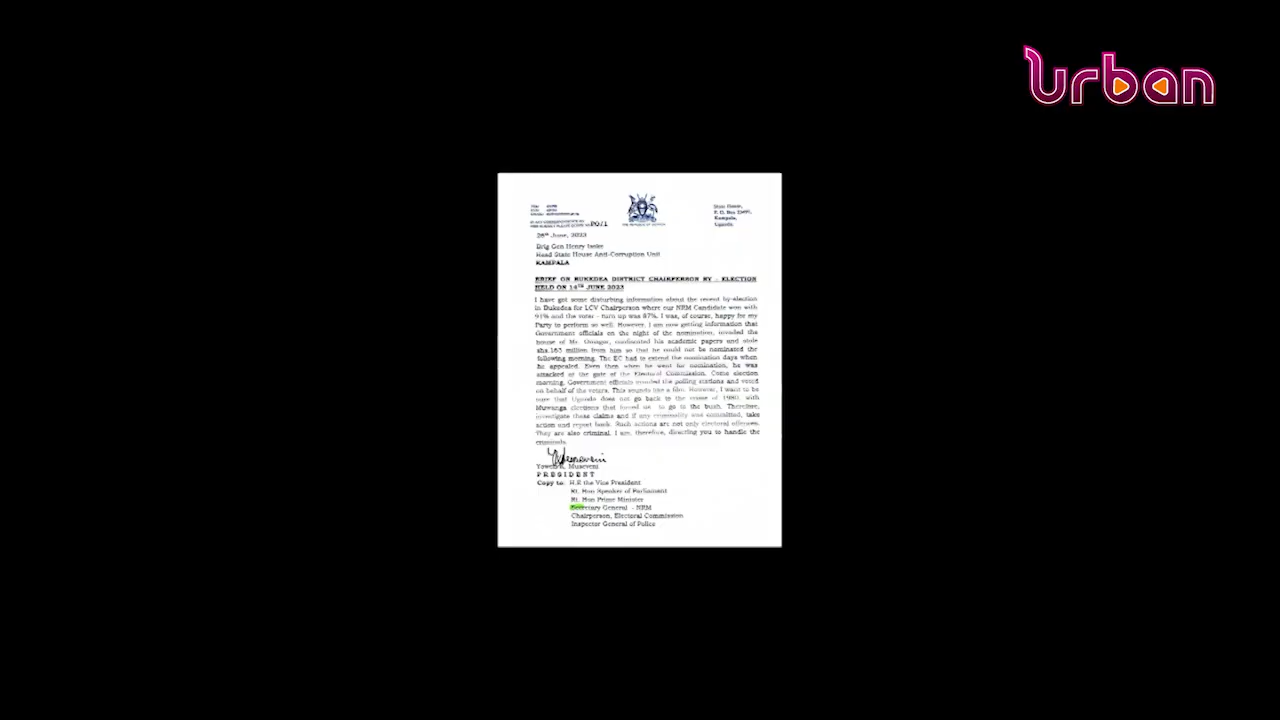 Urban
PO/1
State House,
P. O. Box
Kampala,
Uganda
THE REPUBLIC OF UGANDA
26th June, 2023
Brig Gen Henry Isoke
Head State House Anti-Corruption Unit
KAMPALA
BRIEF ON BUKEDEA DISTRICT CHAIRPERSON BY - ELECTION
HELD ON 14TH JUNE 2023
I have got some disturbing information about the recent by-election
in Bukedea for LCV Chairperson where our NRM Candidate won with
91% and the voter - turn up was 87%. I was, of course, happy for my
Party to perform so well. However, I am now getting information that
Government officials on the night of the nomination, invaded the
house of Mr. confiscated his academic papers and stole
shs. million from him so that he could not be nominated the
following morning. The EC had to extend the nomination days when
he appealed. Even then when he went for nomination, he was
attacked at the gate of the Electoral Commission. Come election
morning, Government officials invaded the polling stations and voted
on behalf of the voters. This sounds like a film. However, I want to be
sure that Uganda does not go back to the of 1980, with
Muwanga elections that forced us to go to the bush. Therefore,
investigate these claims and if any criminality was committed, take
action and report back. Such actions are not only electoral offences.
They are also criminal. I am, therefore, directing you to handle the
criminals.
Yoweri K. Museveni
PRESIDENT
Copy to: H.E the Vice President
Rt. Hon Speaker of Parliament
Rt. Hon Prime Minister
Secretary General - NRM
Chairperson, Electoral Commission
Inspector General of Police